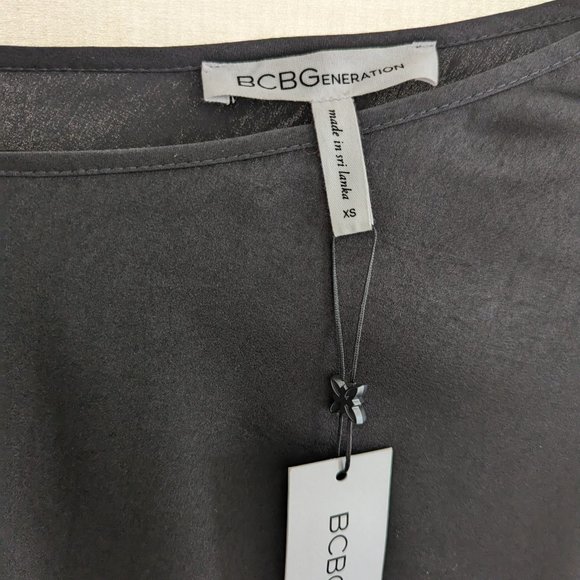 BCBGENERATION
made in sri lanka
XS
BCBG